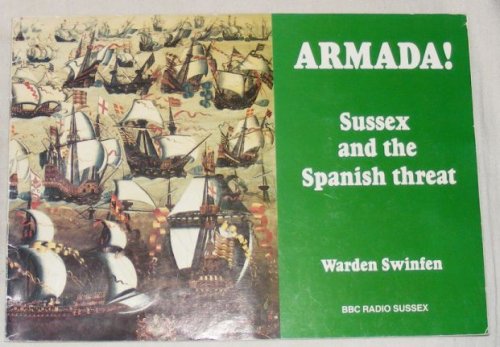 ARMADA!
Sussex
and the
Spanish threat
Warden Swinfen
BBC RADIO SUSSEX